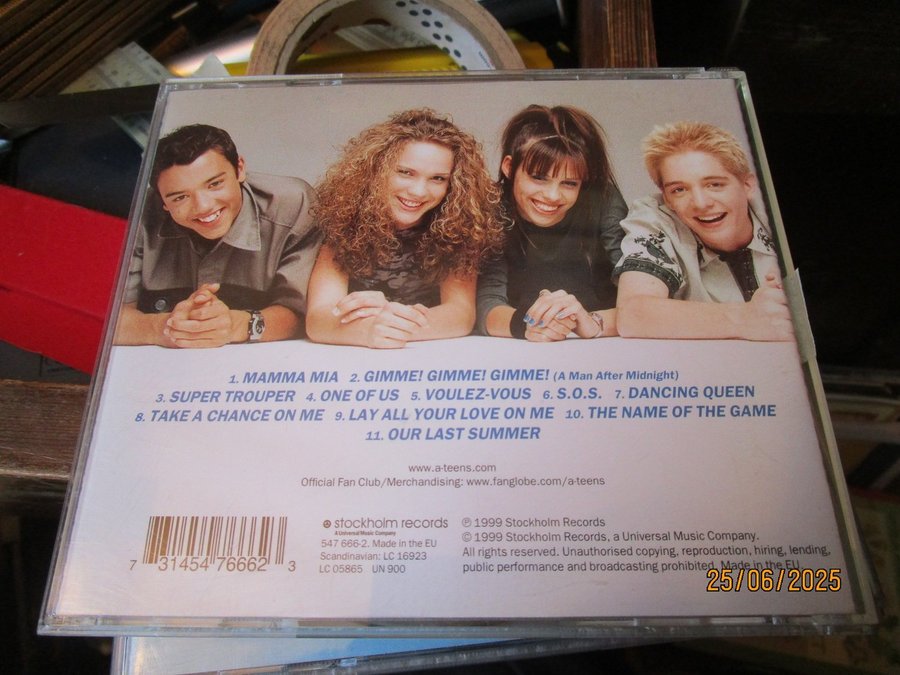 1. MAMMA MIA 2. GIMME! GIMME! GIMME! (A Man After Midnight)
3. SUPER TROUPER 4. ONE OF US 5. VOULEZ-VOUS 6. S.O.S. 7. DANCING QUEEN
8. TAKE A CHANCE ON ME 9. LAY ALL YOUR LOVE ON ME 10. THE NAME OF THE GAME
11. OUR LAST SUMMER
www.a-teens.com
Official Fan Club/Merchandising: www.fanglobe.com/a-teens
7 31454 76662 3
stockholm records
A Universal Music Company
547 666-2. Made in the EU
Scandinavian: LC 16923
LC 05865 UN 900
℗ 1999 Stockholm Records
© 1999 Stockholm Records, a Universal Music Company.
All rights reserved. Unauthorised copying, reproduction, hiring, lending,
public performance and broadcasting prohibited. Made in the EU.
25/06/2025